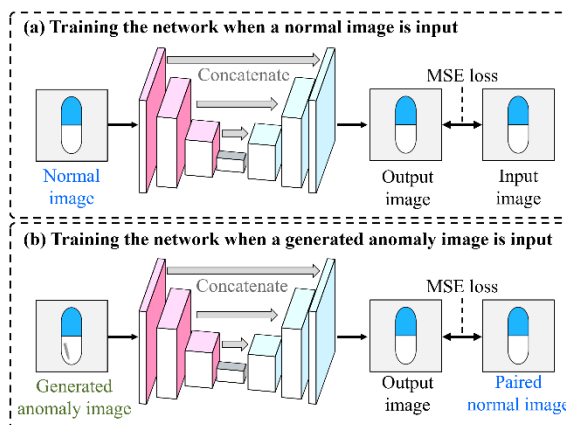 (a) Training the network when a normal image is input
Concatenate
MSE loss
Normal
image
Output
image
Input
image
(b) Training the network when a generated anomaly image is input
Concatenate
MSE loss
Generated
anomaly image
Output
image
Paired
normal image